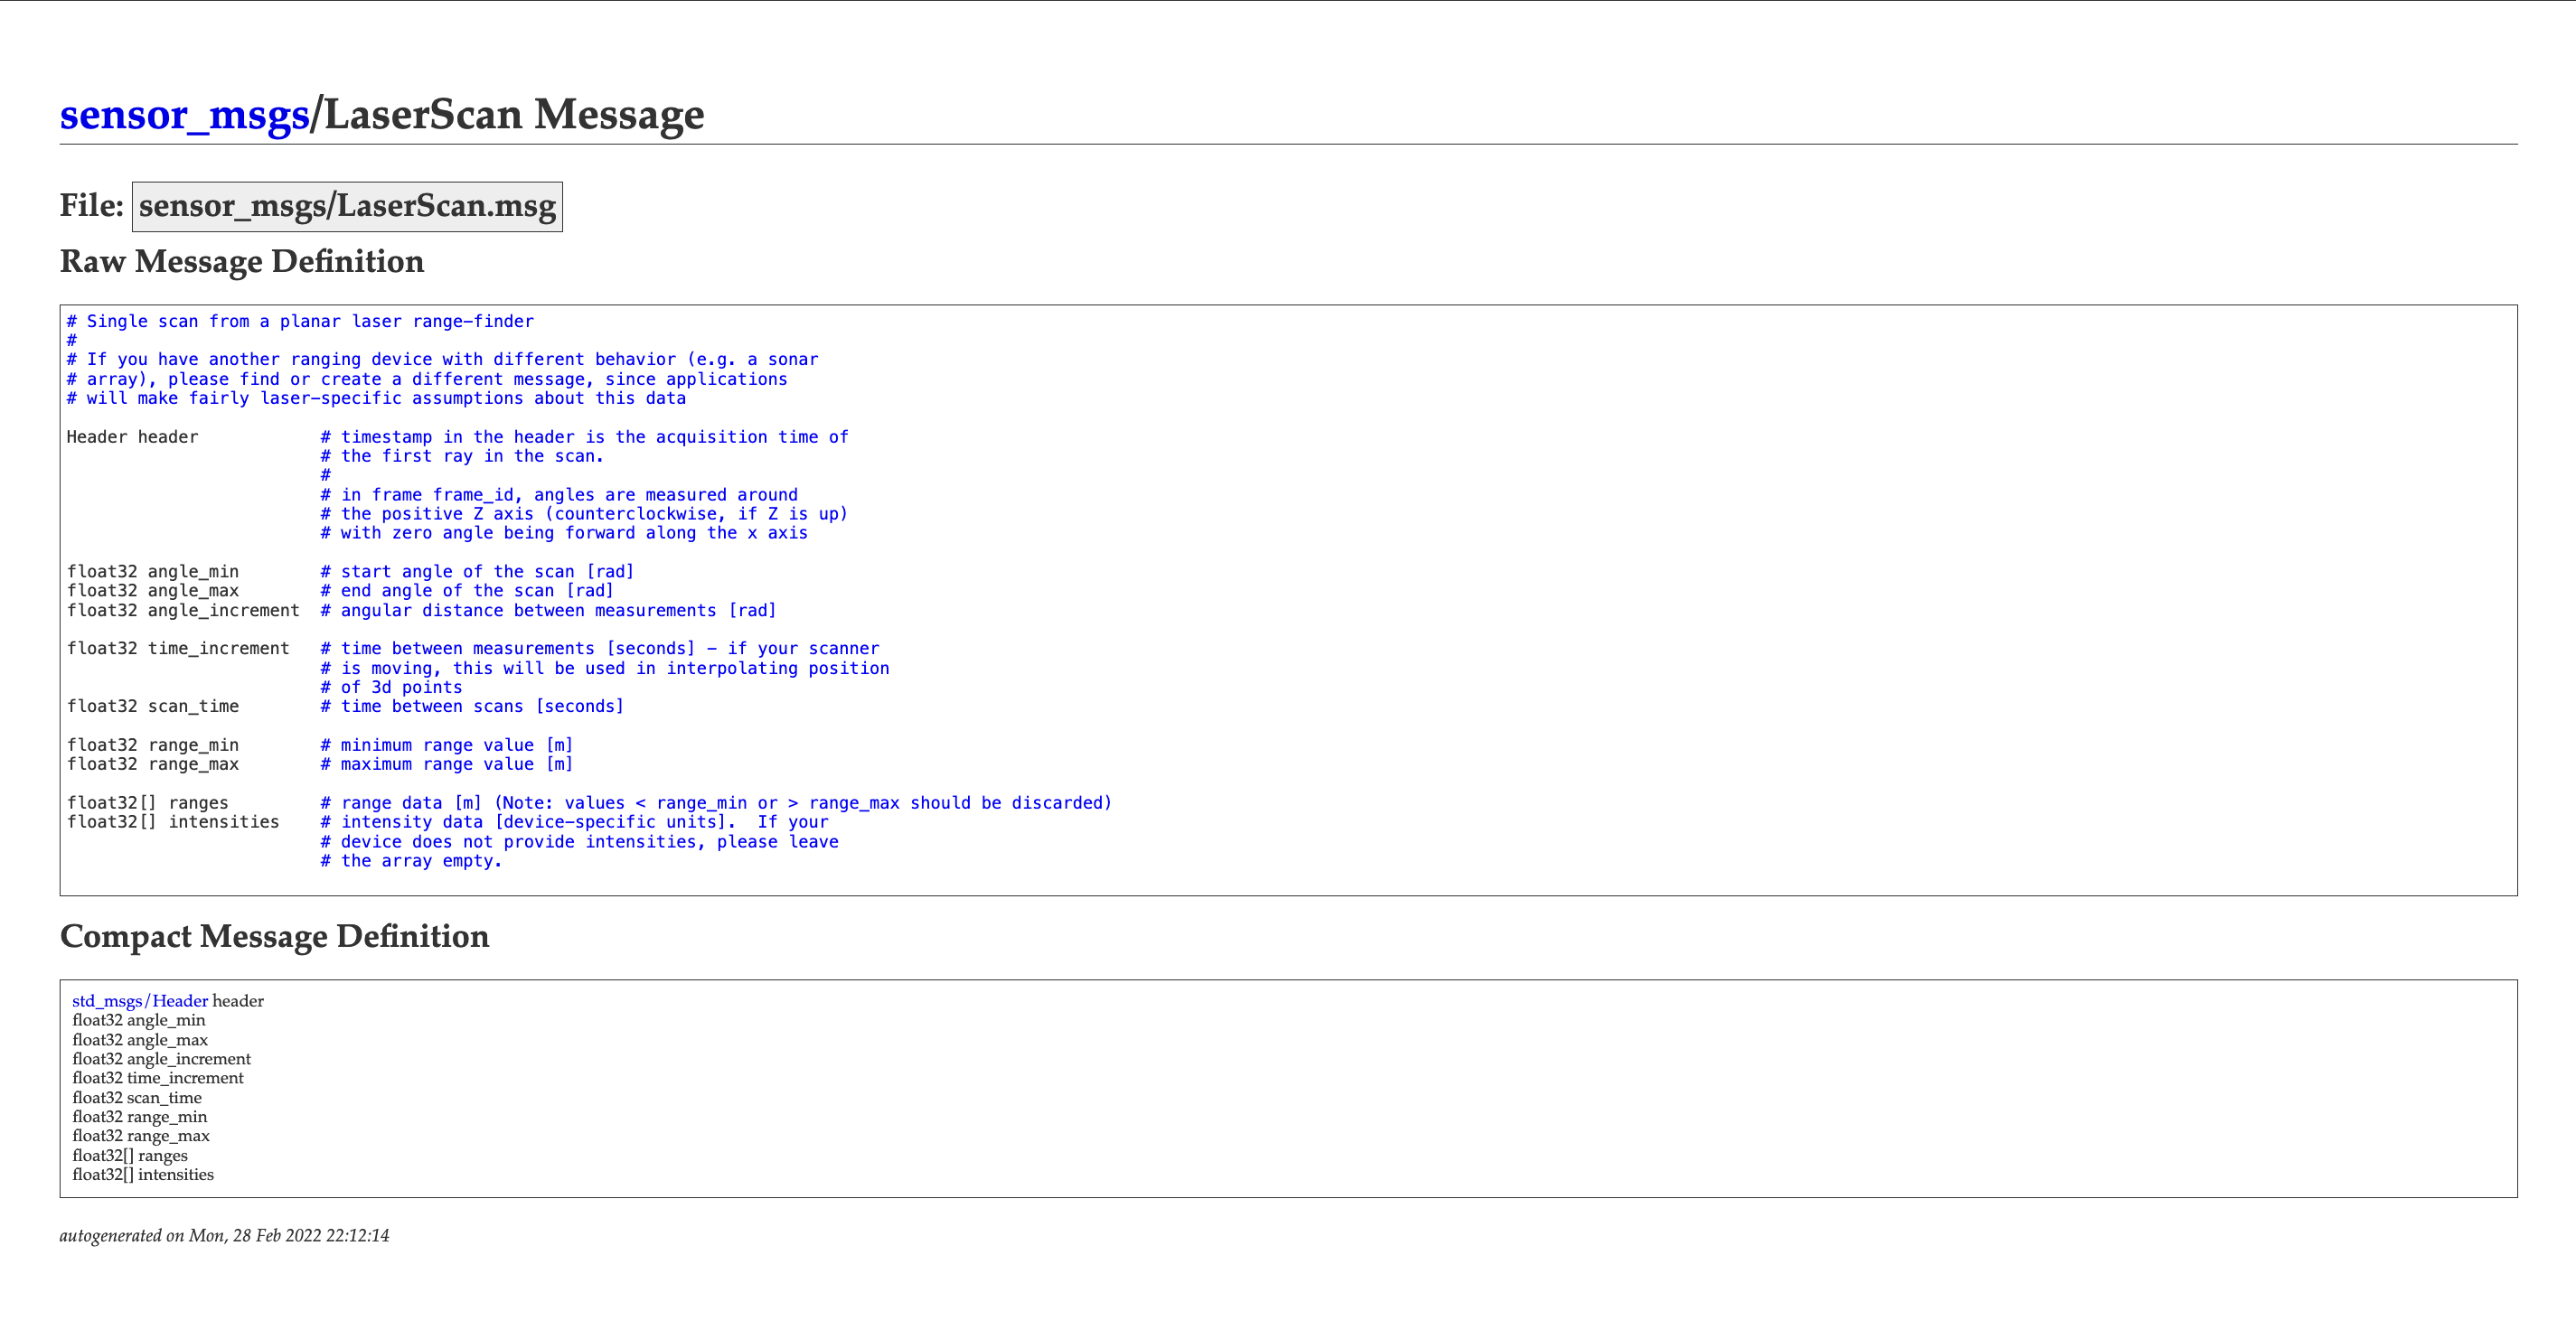 sensor_msgs/LaserScan Message
File: sensor_msgs/LaserScan.msg
Raw Message Definition
# Single scan from a planar laser range-finder
#
# If you have another ranging device with different behavior (e.g. a sonar
# array), please find or create a different message, since applications
# will make fairly laser-specific assumptions about this data
Header header            # timestamp in the header is the acquisition time of
# the first ray in the scan.
#
# in frame frame_id, angles are measured around
# the positive Z axis (counterclockwise, if Z is up)
# with zero angle being forward along the x axis
float32 angle_min        # start angle of the scan [rad]
float32 angle_max        # end angle of the scan [rad]
float32 angle_increment  # angular distance between measurements [rad]
float32 time_increment   # time between measurements [seconds] - if your scanner
# is moving, this will be used in interpolating position
# of 3d points
float32 scan_time        # time between scans [seconds]
float32 range_min        # minimum range value [m]
float32 range_max        # maximum range value [m]
float32[] ranges         # range data [m] (Note: values < range_min or > range_max should be discarded)
float32[] intensities    # intensity data [device-specific units].  If your
# device does not provide intensities, please leave
# the array empty.
Compact Message Definition
std_msgs/Header header
float32 angle_min
float32 angle_max
float32 angle_increment
float32 time_increment
float32 scan_time
float32 range_min
float32 range_max
float32[] ranges
float32[] intensities
autogenerated on Mon, 28 Feb 2022 22:12:14